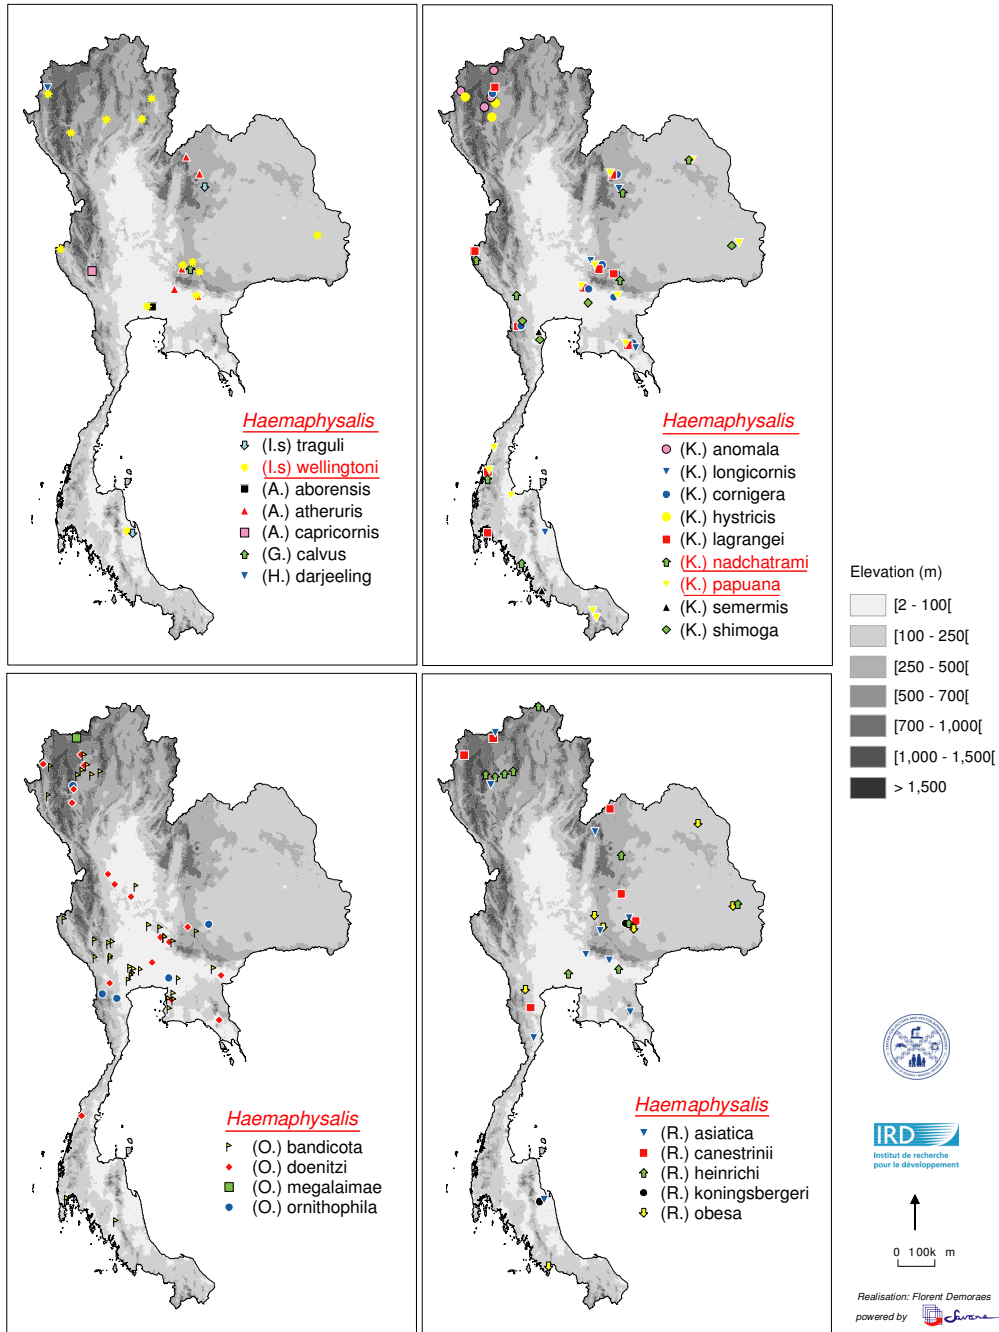 Haemaphysalis
(I.s) traguli
(I.s) wellingtoni
(A.) aborensis
(A.) atheruris
(A.) capricornis
(G.) calvus
(H.) darjeeling
Haemaphysalis
(K.) anomala
(K.) longicornis
(K.) cornigera
(K.) hystricis
(K.) lagrangei
(K.) nadchatrami
(K.) papuana
(K.) semermis
(K.) shimoga
Elevation (m)
[2 - 100[
[100 - 250[
[250 - 500[
[500 - 700[
[700 - 1,000[
[1,000 - 1,500[
> 1,500
Haemaphysalis
(O.) bandicota
(O.) doenitzi
(O.) megalaimae
(O.) ornithophila
Haemaphysalis
(R.) asiatica
(R.) canestrinii
(R.) heinrichi
(R.) koningsbergeri
(R.) obesa
IRD
Institut de recherche
pour le développement
0 100k m
Realisation: Florent Demoraes
powered by Savane